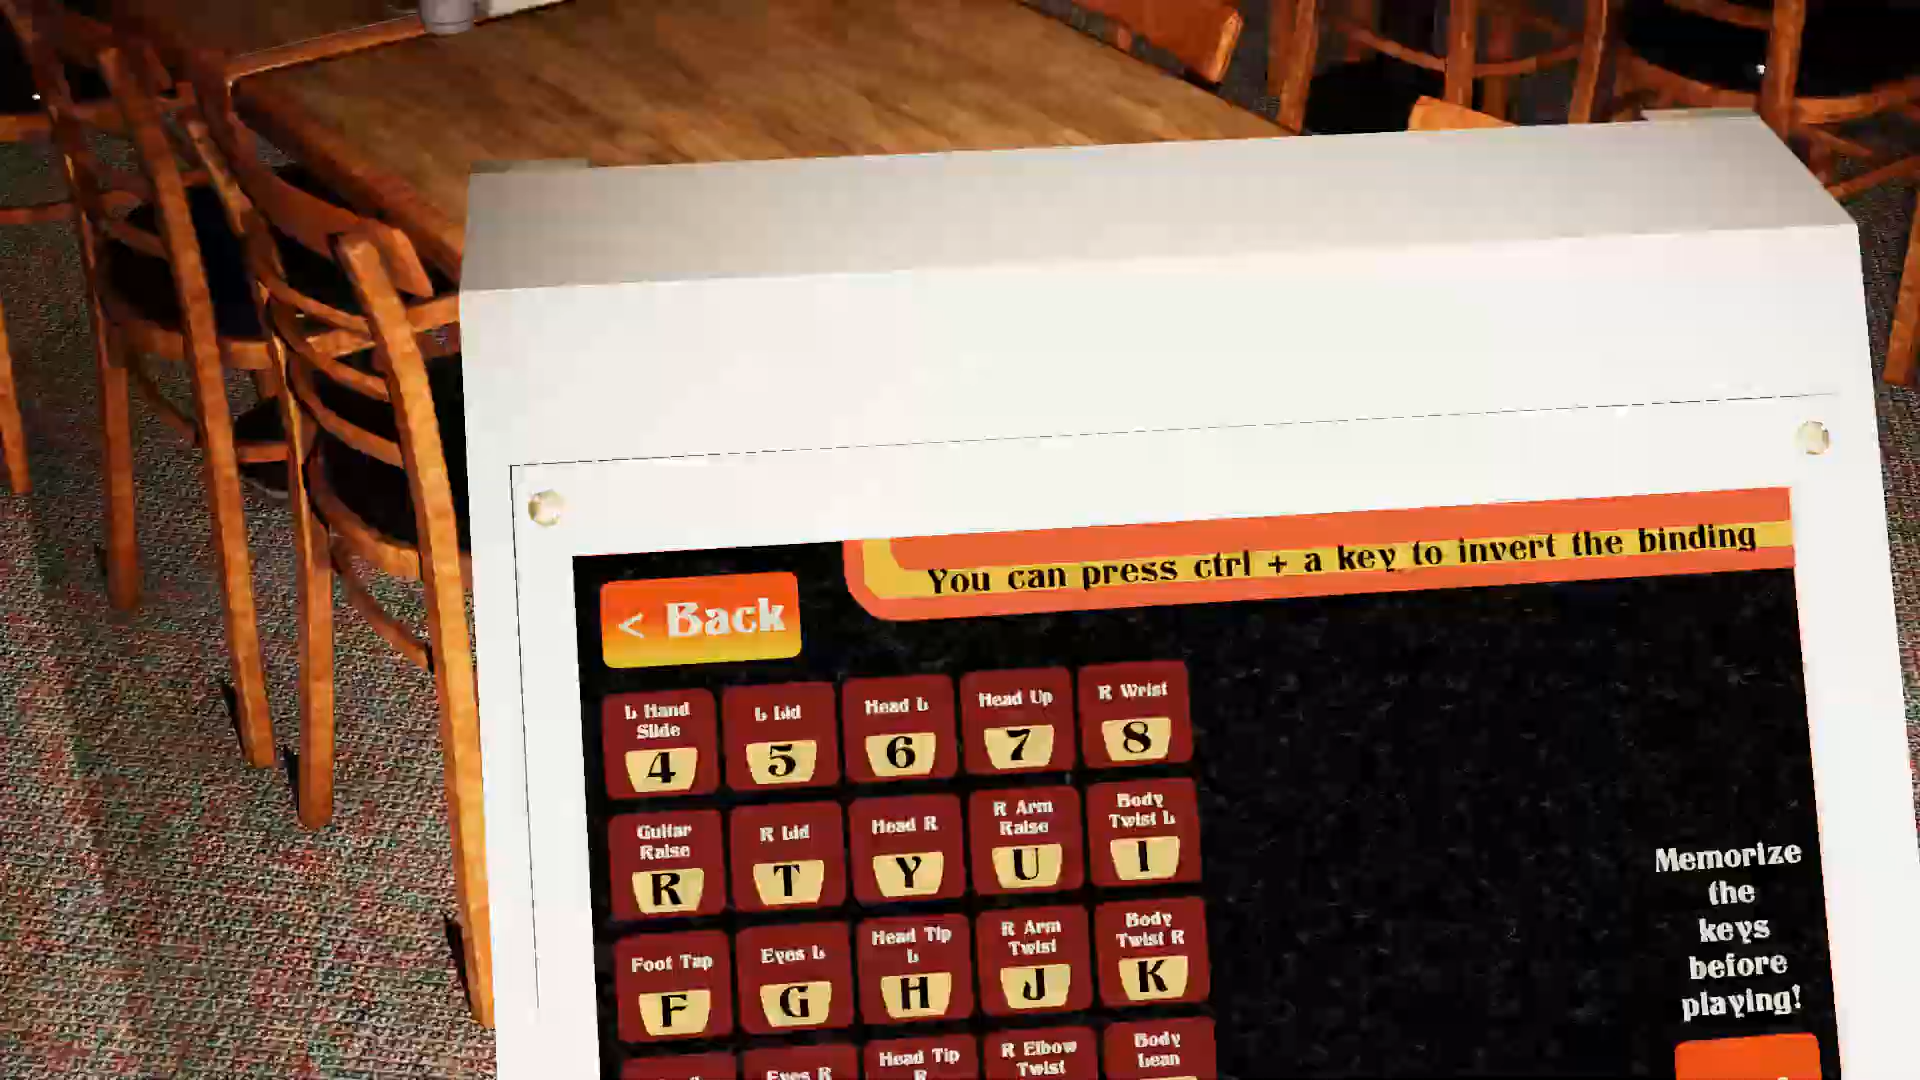 You can press ctrl + a key to invert the binding
< Back
L Hand
Slide
4
L Lid
5
Head L
6
Head Up
7
R Wrist
8
Guitar
Raise
R
R Lid
T
Head R
Y
R Arm
Raise
U
Body
Twist L
I
Foot Tap
F
Eyes L
G
Head Tip
L
H
R Arm
Twist
J
Body
Twist R
K
Eyes R
Head Tip
R
R Elbow
Twist
Body
Lean
Memorize
the
keys
before
playing!